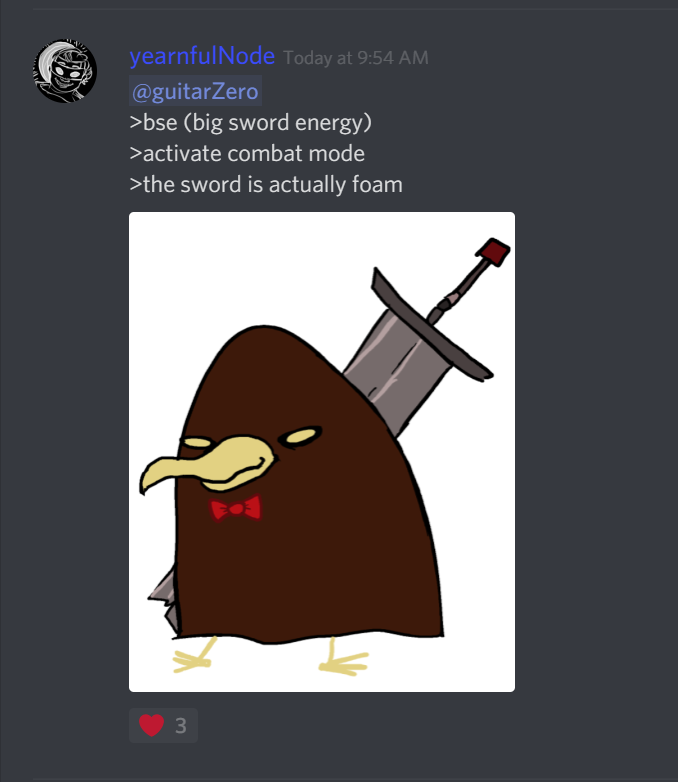 yearnfulNode Today at 9:54 AM
@guitarZero
>bse (big sword energy)
>activate combat mode
>the sword is actually foam
3